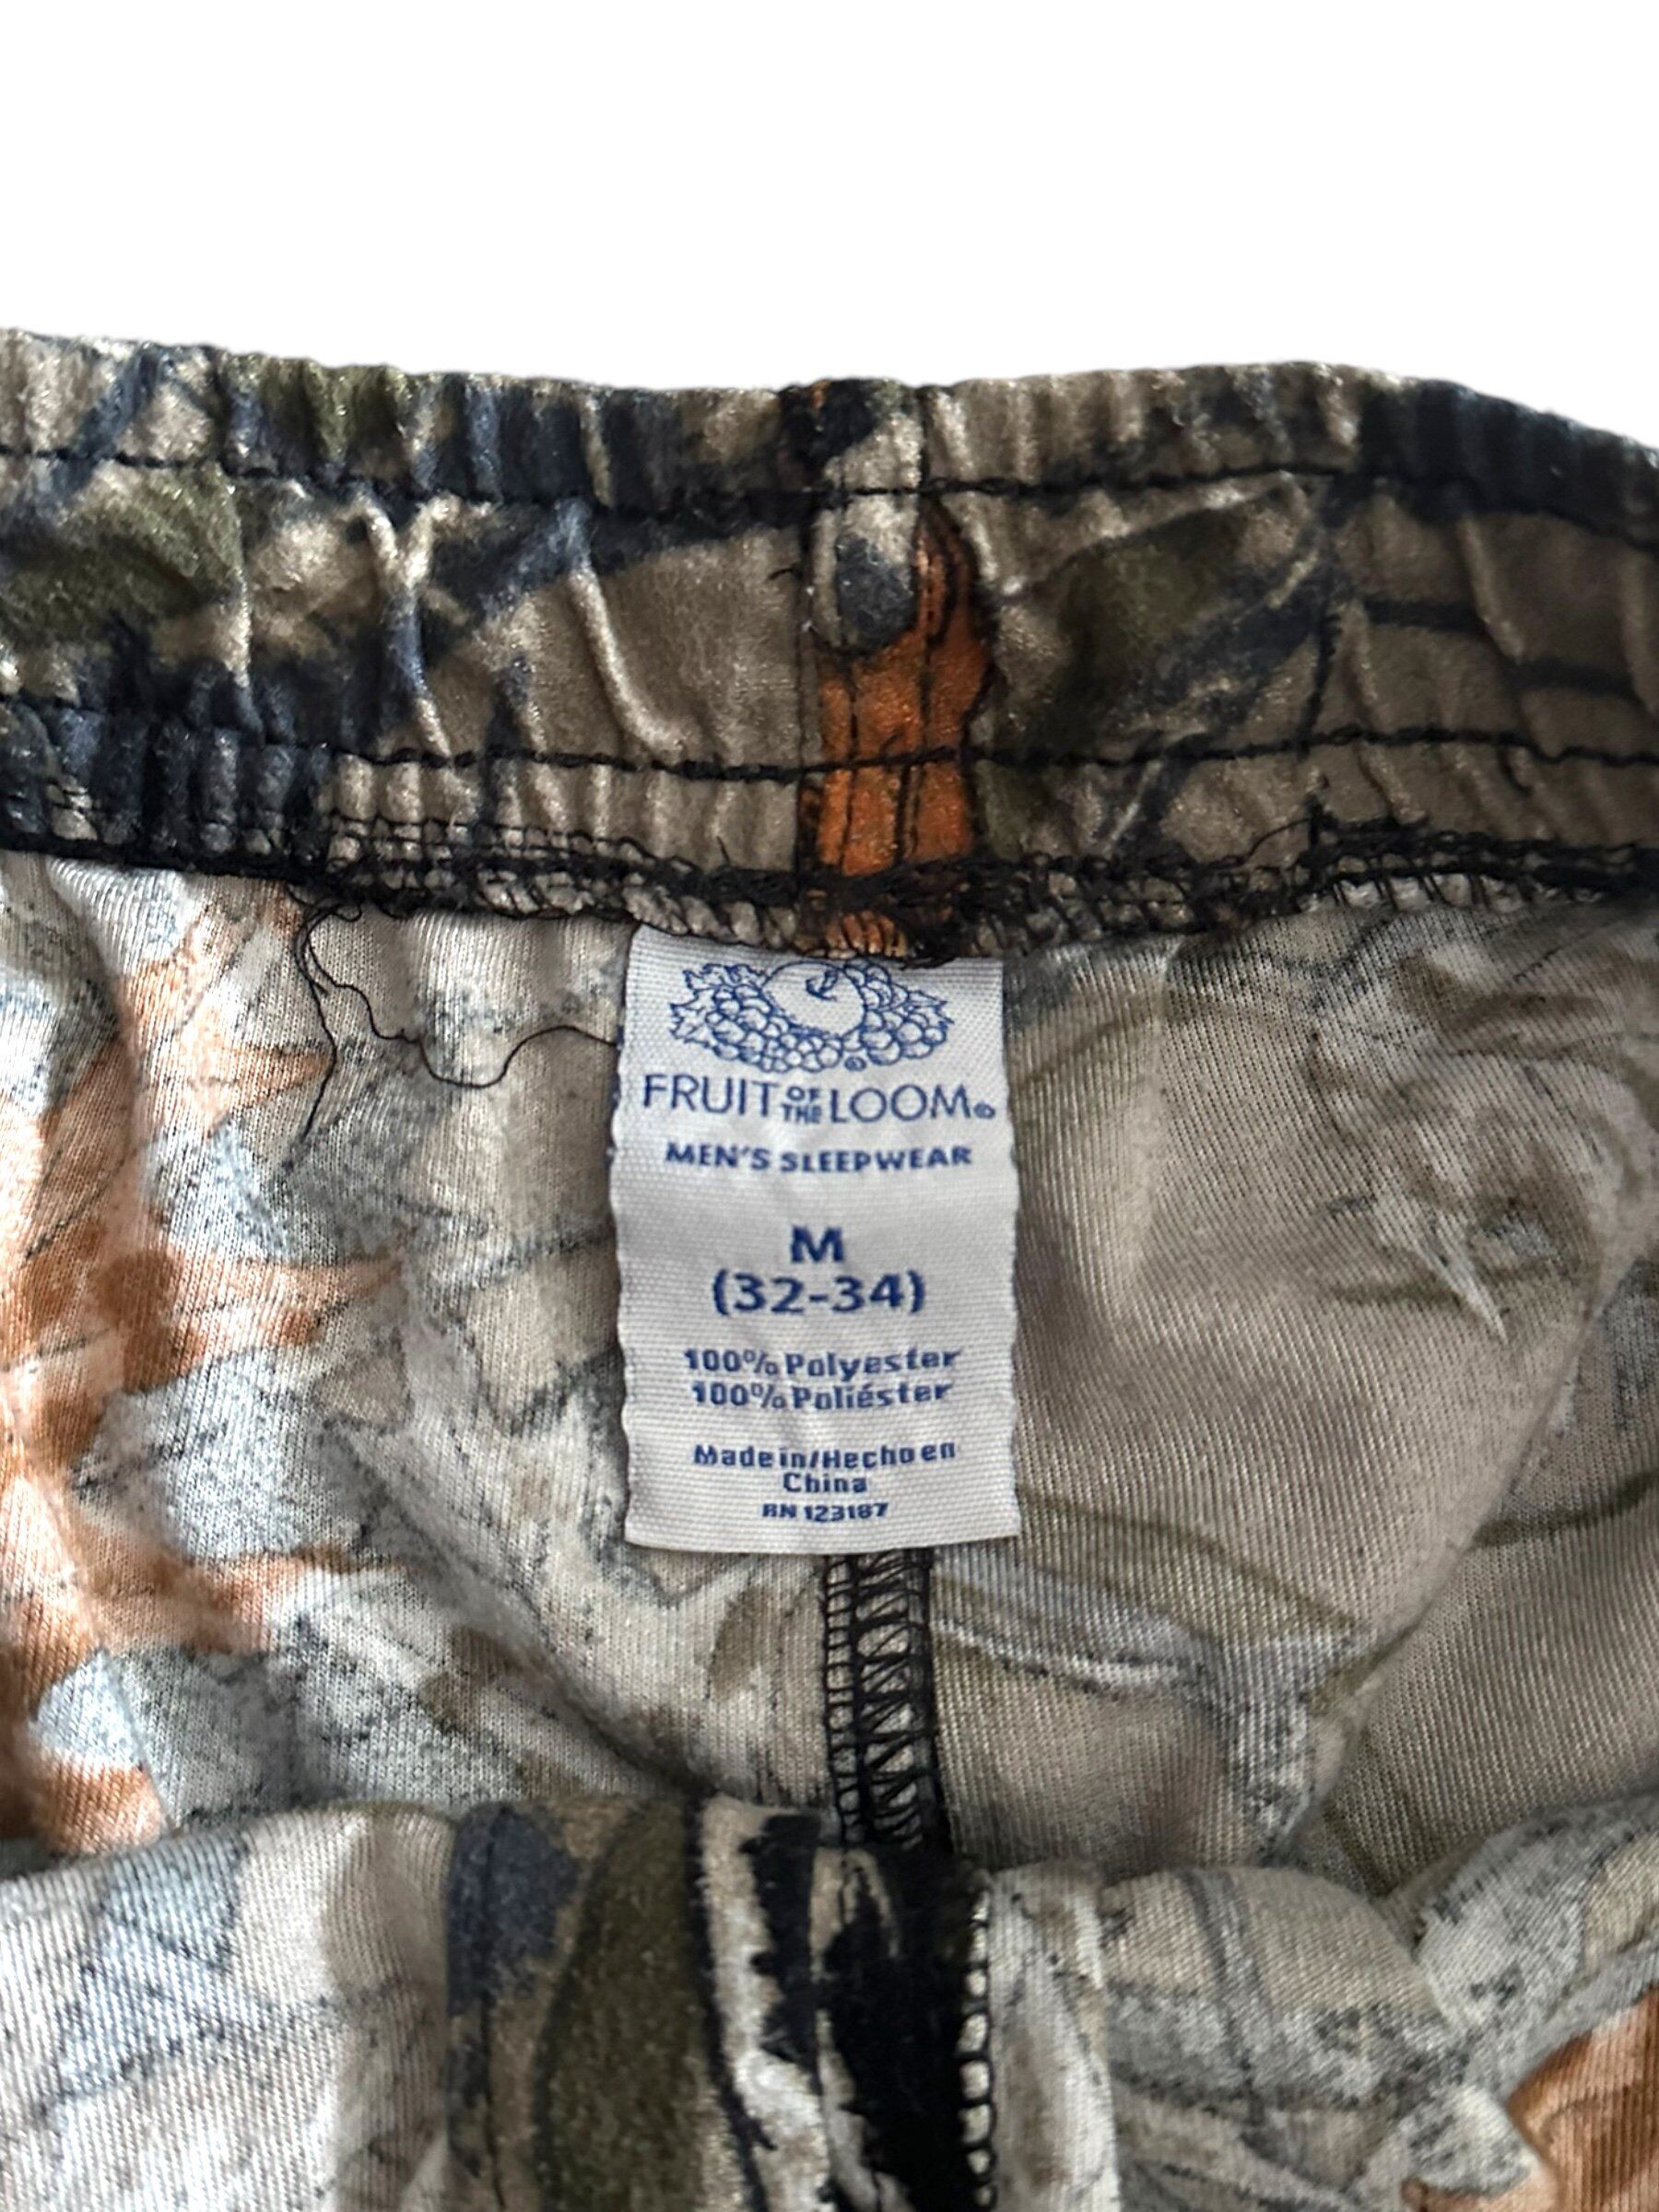 FRUIT OF THE LOOM®
MEN'S SLEEPWEAR
M
(32-34)
100% Polyester
100% Poliéster
Made in/Hecho en
China
RN 123187